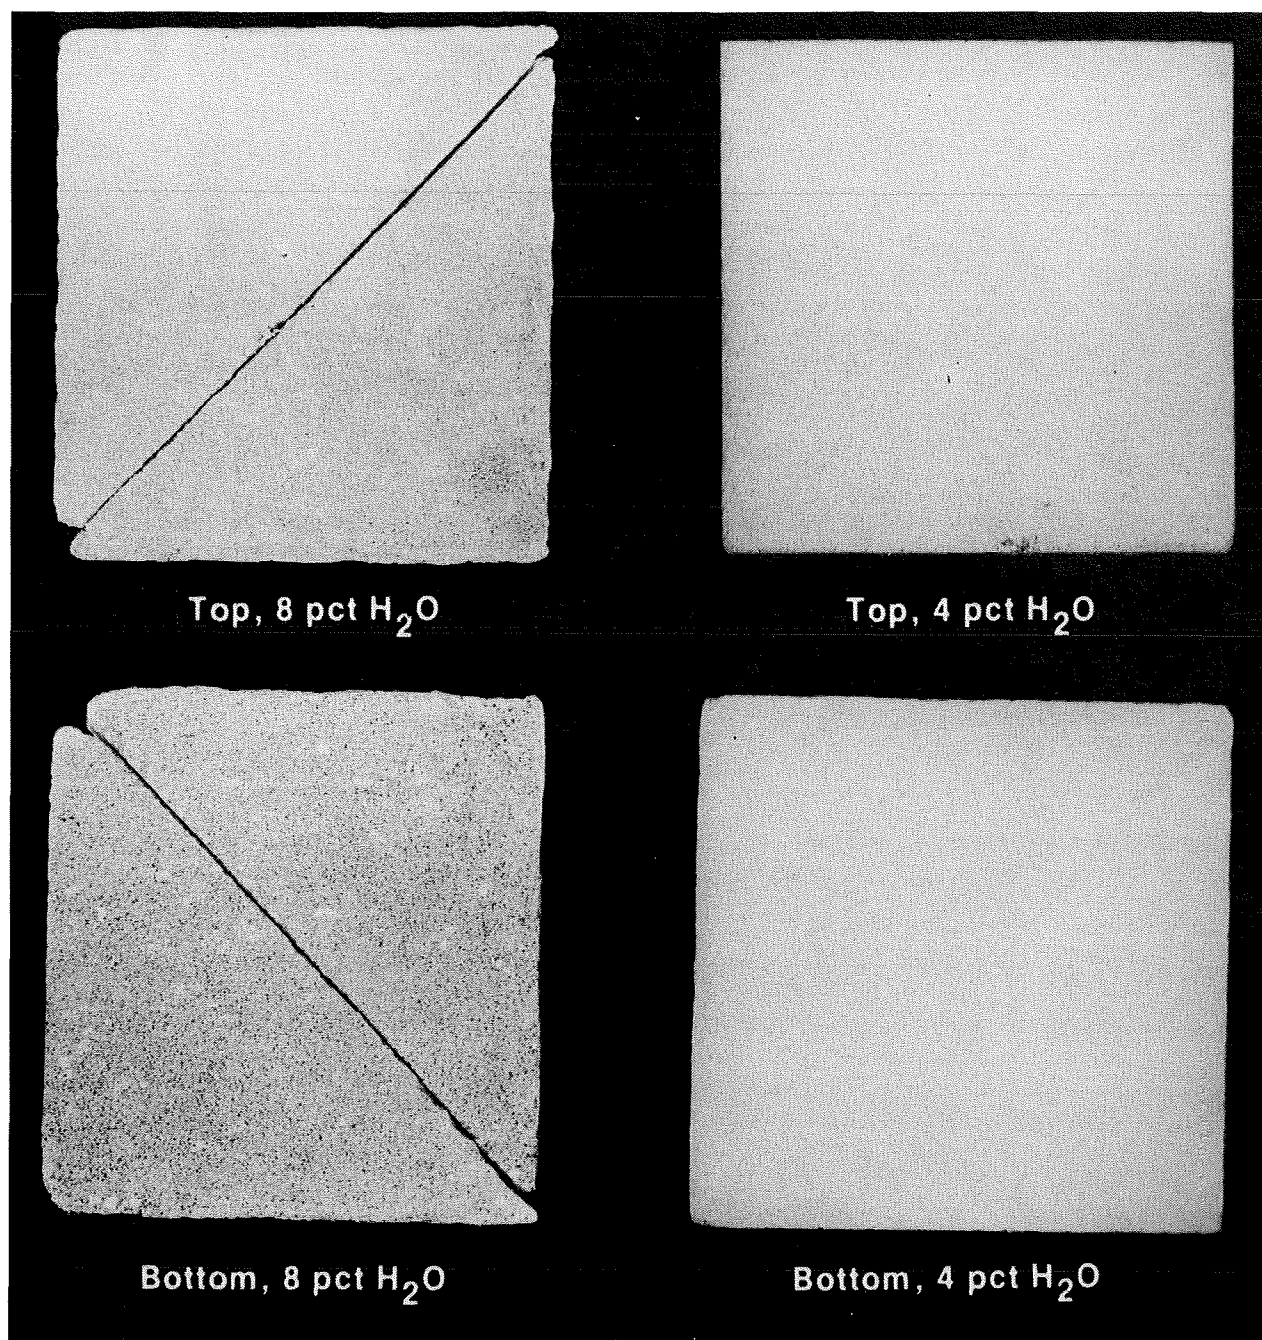 Top, 8 pct H₂O
Top, 4 pct H₂O
Bottom, 8 pct H₂O
Bottom, 4 pct H₂O